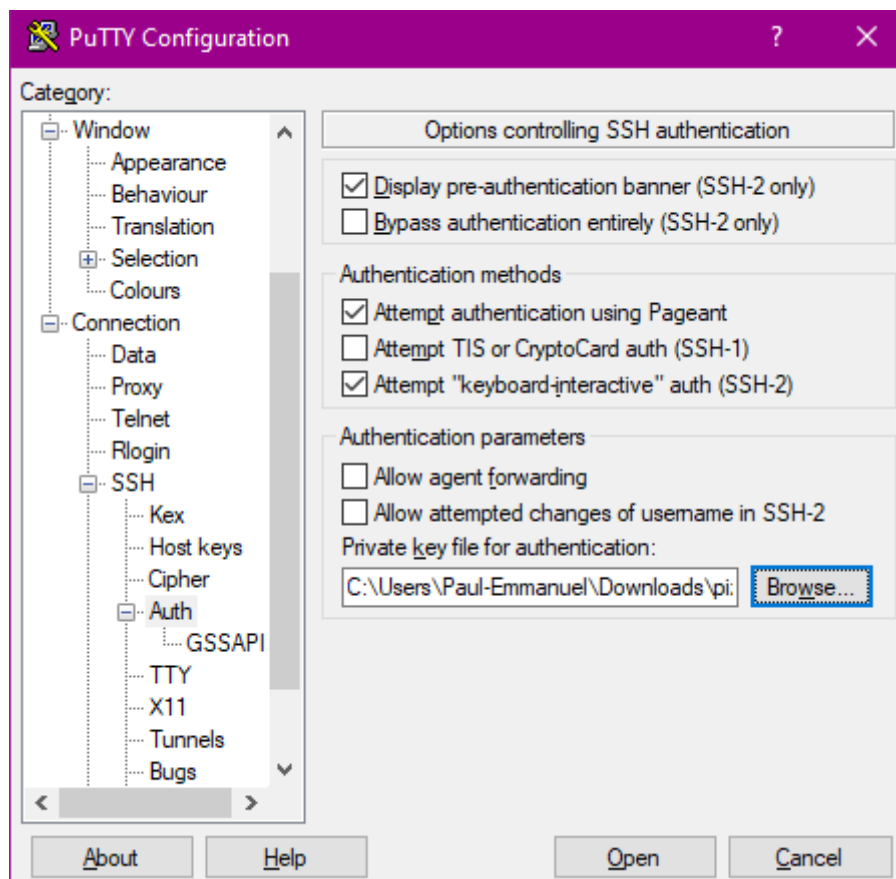 PuTTY Configuration
?
Category:
Window
Appearance
Behaviour
Translation
Selection
Colours
Connection
Data
Proxy
Telnet
Rlogin
SSH
Kex
Host keys
Cipher
Auth
GSSAPI
TTY
X11
Tunnels
Bugs
Options controlling SSH authentication
Display pre-authentication banner (SSH-2 only)
Bypass authentication entirely (SSH-2 only)
Authentication methods
Attempt authentication using Pageant
Attempt TIS or CryptoCard auth (SSH-1)
Attempt "keyboard-interactive" auth (SSH-2)
Authentication parameters
Allow agent forwarding
Allow attempted changes of username in SSH-2
Private key file for authentication:
C:\Users\Paul-Emmanuel\Downloads\pi
Browse...
About
Help
Open
Cancel